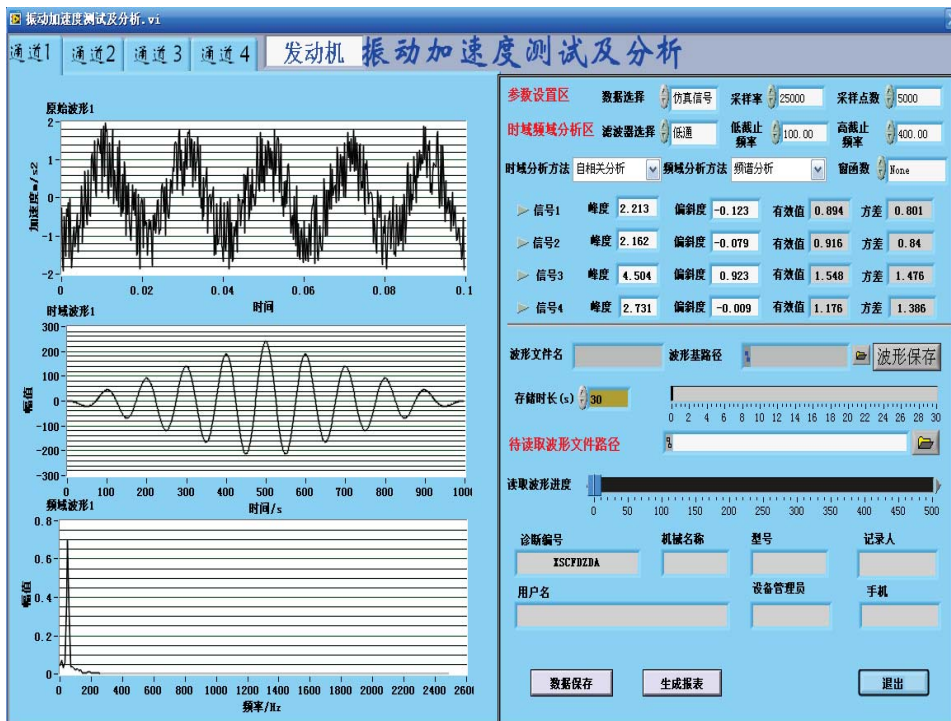 振动加速度测试及分析.vi
通道1 通道2 通道3 通道4 发动机 振动加速度测试及分析
原始波形1
加速度m/s2
2
1
0
-1
-2
0 0.02 0.04 0.06 0.08 0.1
时间
时域波形1
幅值
300
200
100
0
-100
-200
-300
0 100 200 300 400 500 600 700 800 900 1000
时间/s
频域波形1
幅值
0.8
0.6
0.4
0.2
0
0 200 400 600 800 1000 1200 1400 1600 1800 2000 2200 2400 2600
频率/Hz
参数设置区 数据选择 仿真信号 采样率 25000 采样点数 5000
时域频域分析区 滤波器选择 低通 低截止频率 100.00 高截止频率 400.00
时域分析方法 自相关分析 频域分析方法 频谱分析 窗函数 None
信号1 峰度 2.213 偏斜度 -0.123 有效值 0.894 方差 0.801
信号2 峰度 2.162 偏斜度 -0.079 有效值 0.916 方差 0.84
信号3 峰度 4.504 偏斜度 0.923 有效值 1.548 方差 1.476
信号4 峰度 2.731 偏斜度 -0.009 有效值 1.176 方差 1.386
波形文件名 波形基路径 波形保存
存储时长(s) 30
0 2 4 6 8 10 12 14 16 18 20 22 24 26 28 30
待读取波形文件路径
读取波形进度
0 50 100 150 200 250 300 350 400 450 500
诊断编号 机械名称 型号 记录人
XSCFDZDA
用户名 设备管理员 手机
数据保存 生成报表 退出